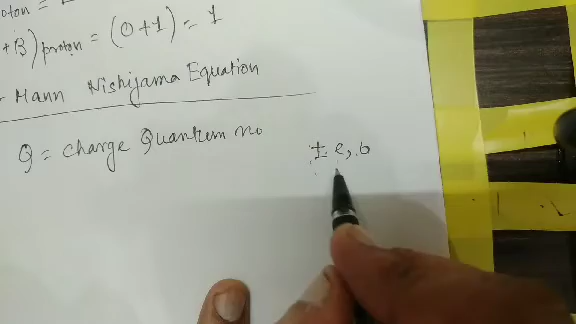 oton =
+ B) proton = (0+1) = 1
- Mann Nishijama Equation
Q = charge Quantum no
± e, 0